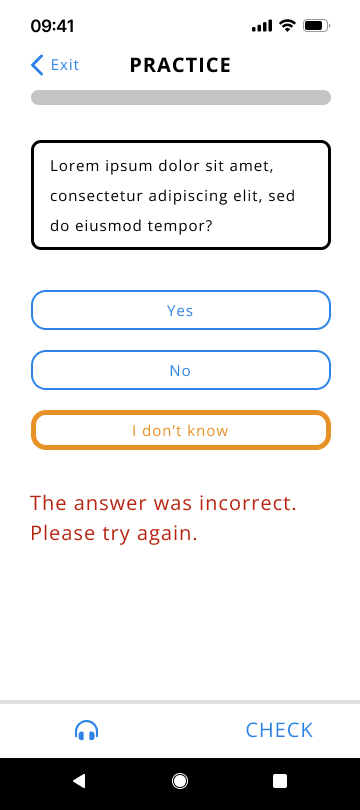 09:41
Exit
PRACTICE
Lorem ipsum dolor sit amet,
consectetur adipiscing elit, sed
do eiusmod tempor?
Yes
No
I don’t know
The answer was incorrect.
Please try again.
CHECK